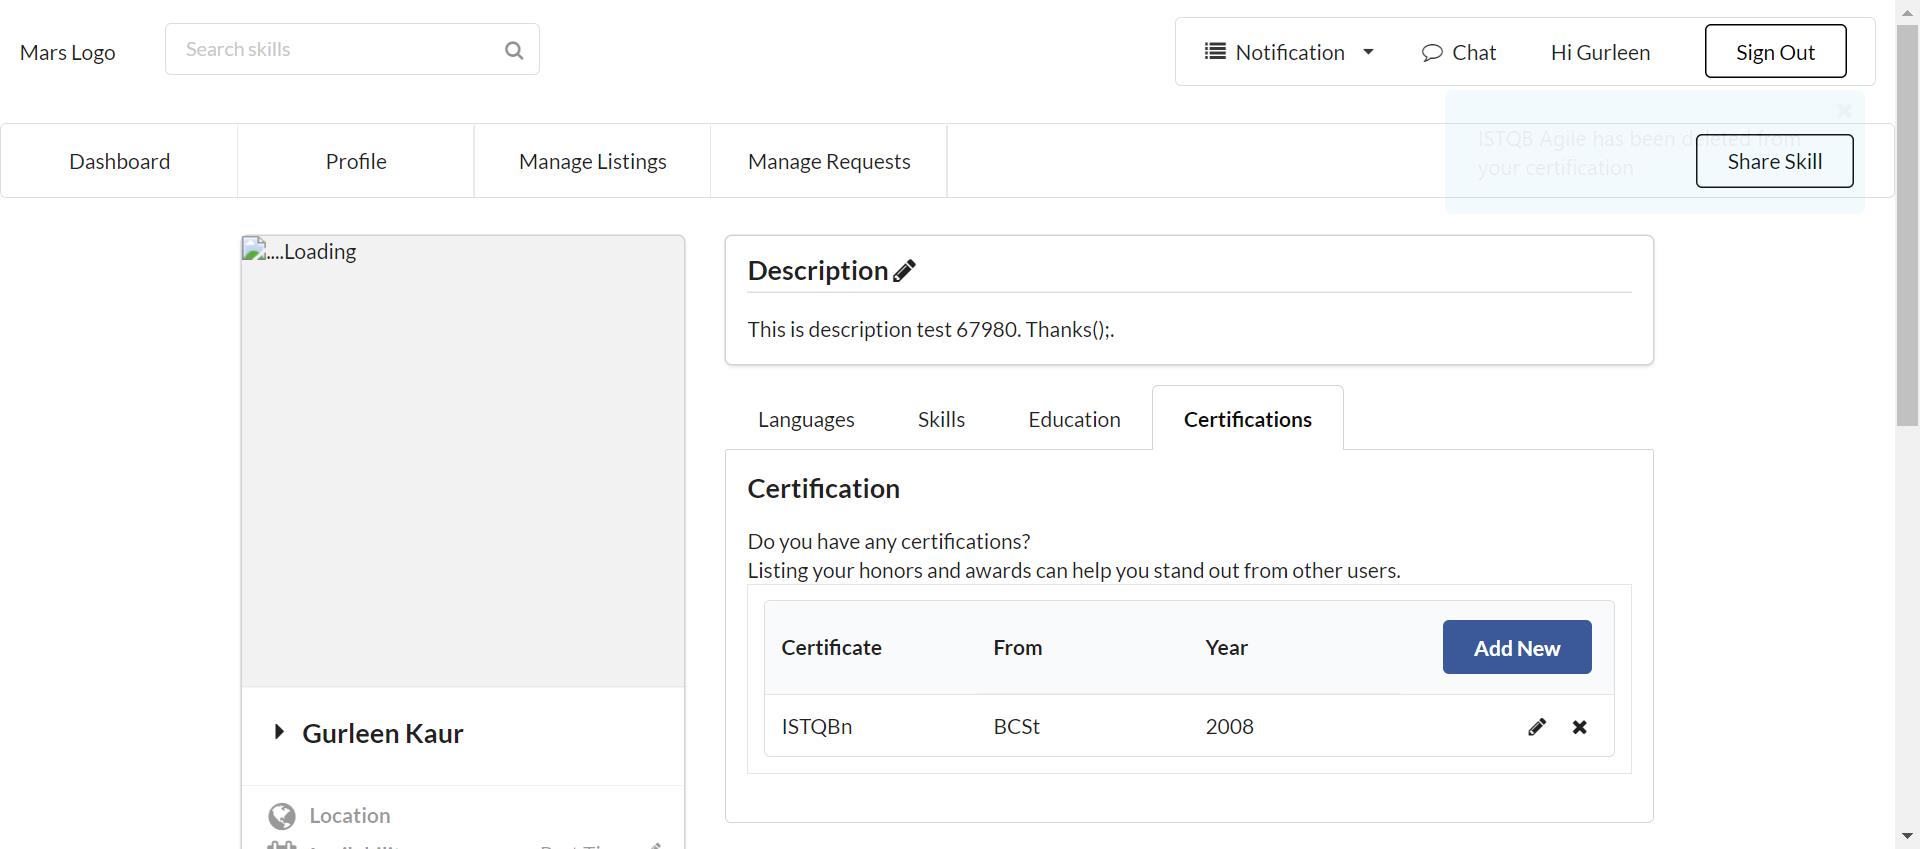 Mars Logo
Search skills
Notification
Chat
Hi Gurleen
Sign Out
ISTQB Agile has been deleted from
your certification
Dashboard
Profile
Manage Listings
Manage Requests
Share Skill
....Loading
Description
This is description test 67980. Thanks();.
Languages
Skills
Education
Certifications
Certification
Do you have any certifications?
Listing your honors and awards can help you stand out from other users.
Certificate From Year Add New
ISTQBn BCSt 2008
Gurleen Kaur
Location